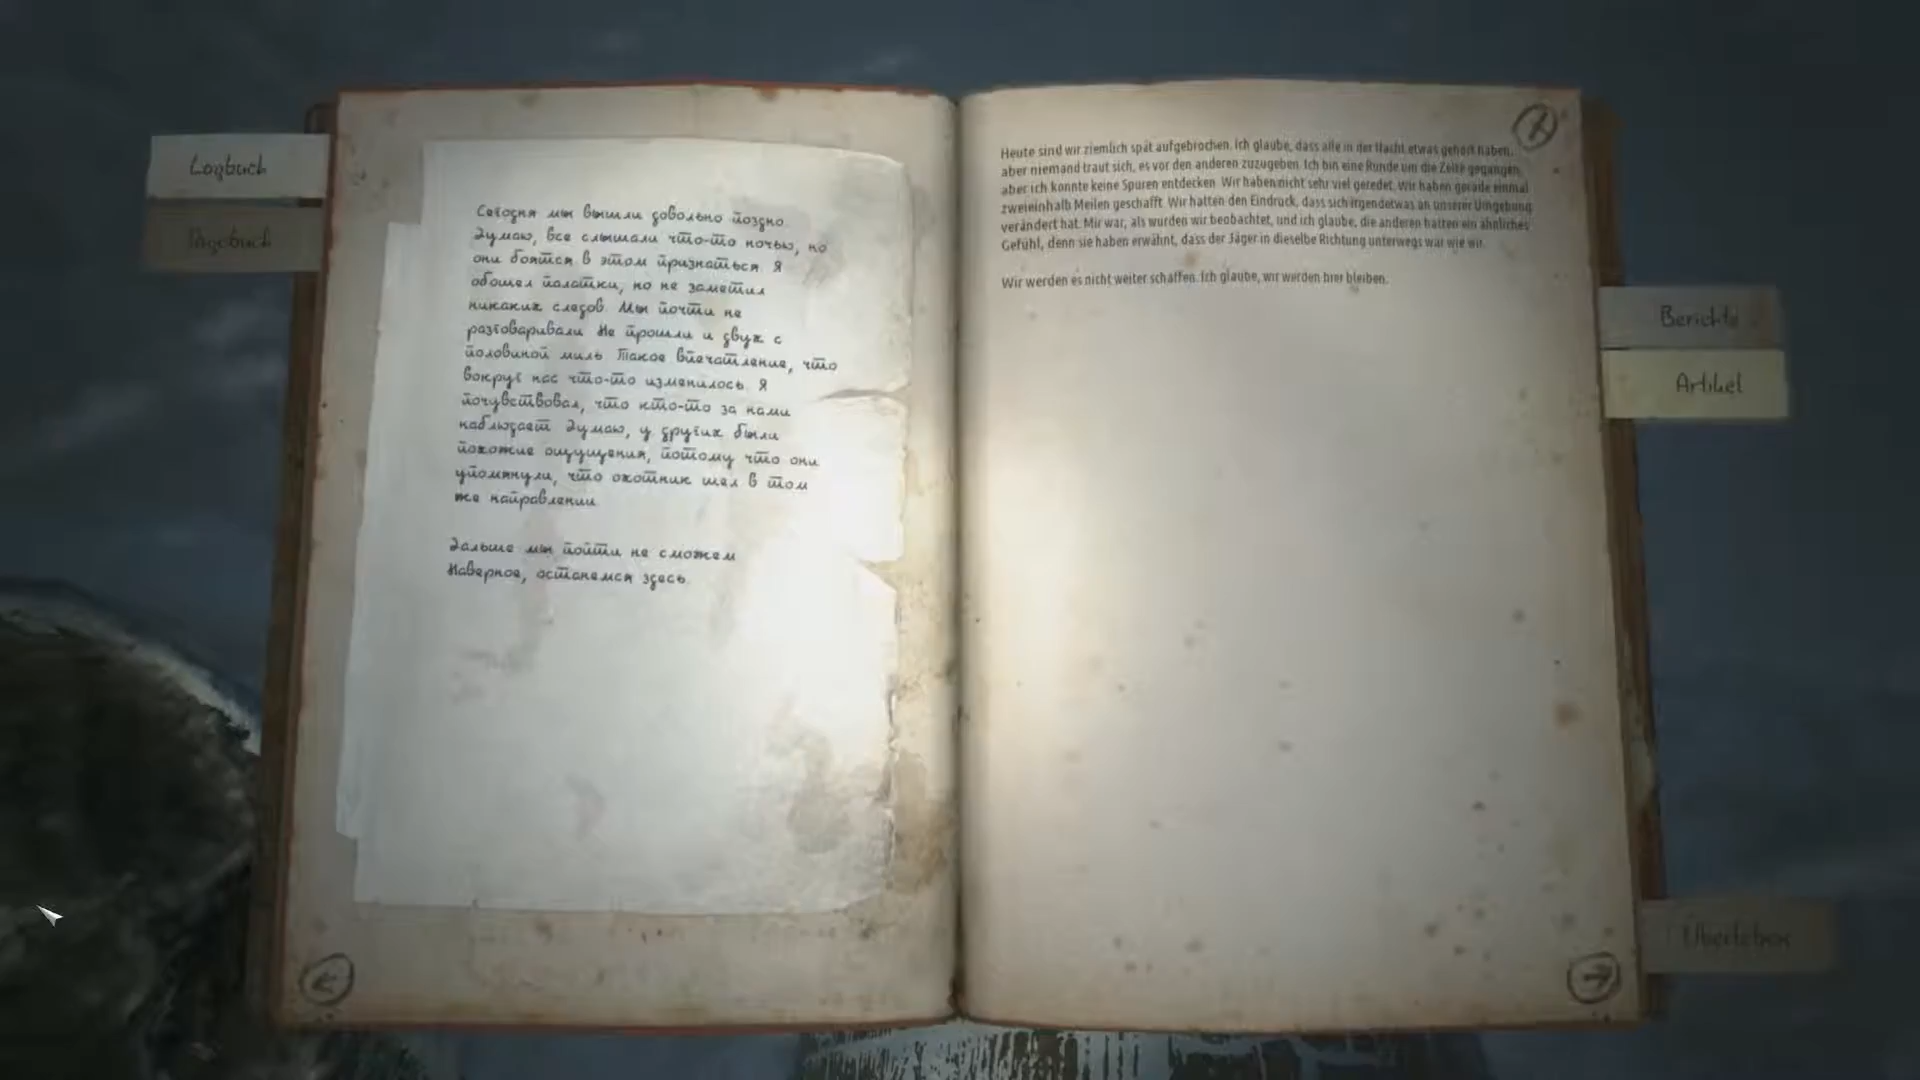 Logbuch
Tagebuch
Сегодня мы вышли довольно поздно.
Думаю, все слышали что-то ночью, но
они боятся в этом признаться. Я
обошел палатки, но не заметил
никаких следов. Мы почти не
разговаривали. Не прошли и двух с
половиной миль. Такое впечатление, что
вокруг нас что-то изменилось. Я
почувствовал, что кто-то за нами
наблюдает. Думаю, у других были
похожие ощущения, потому что они
упомянули, что охотник шел в том
же направлении.
Дальше мы пойти не сможем.
Наверное, останемся здесь.
Heute sind wir ziemlich spät aufgebrochen. Ich glaube, dass alle in der Nacht etwas gehört haben,
aber niemand traut sich, es vor den anderen zuzugeben. Ich bin eine Runde um die Zelte gegangen,
aber ich konnte keine Spuren entdecken. Wir haben nicht sehr viel geredet. Wir haben gerade einmal
zweieinhalb Meilen geschafft. Wir hatten den Eindruck, dass sich irgendetwas an unserer Umgebung
verändert hat. Mir war, als würden wir beobachtet, und ich glaube, die anderen hatten ein ähnliches
Gefühl, denn sie haben erwähnt, dass der Jäger in dieselbe Richtung unterwegs war wie wir.
Wir werden es nicht weiter schaffen. Ich glaube, wir werden hier bleiben.
Berichte
Artikel
Überleben